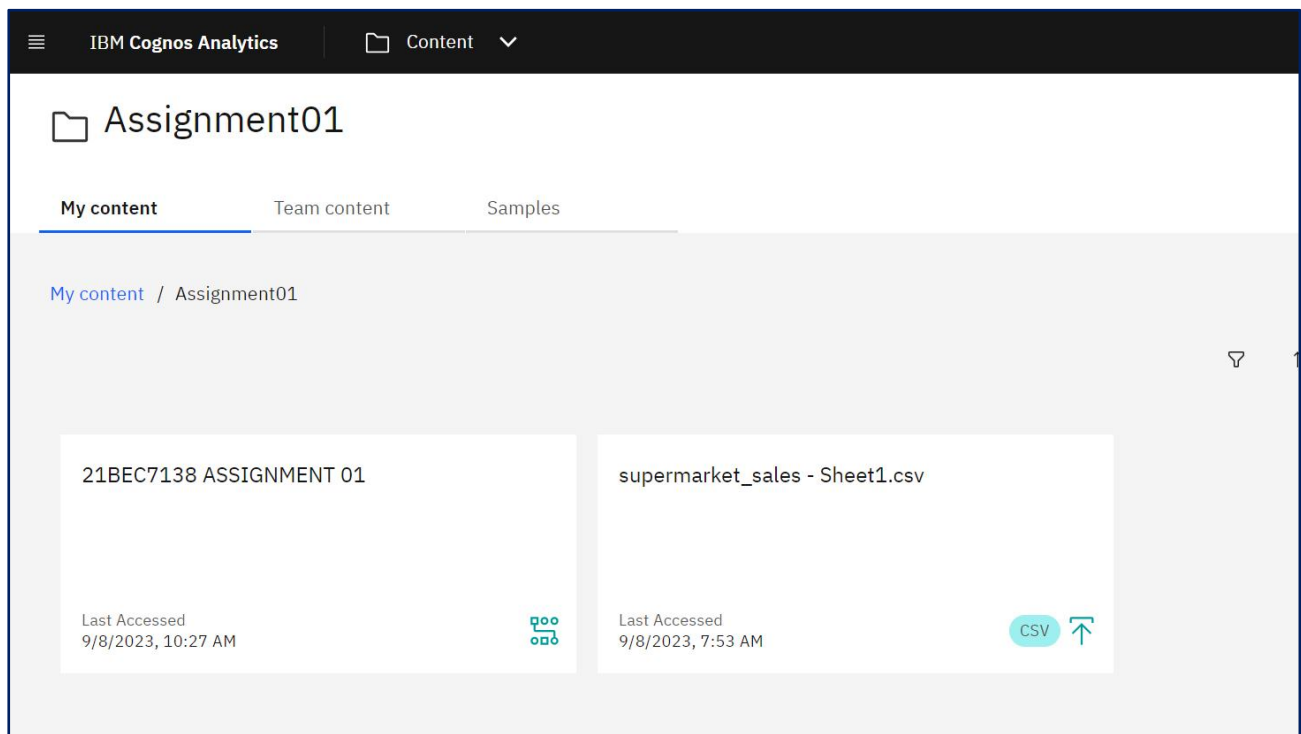 IBM Cognos Analytics Content
Assignment01
My content Team content Samples
My content / Assignment01
21BEC7138 ASSIGNMENT 01
supermarket_sales - Sheet1.csv
Last Accessed
9/8/2023, 10:27 AM
Last Accessed
9/8/2023, 7:53 AM
CSV